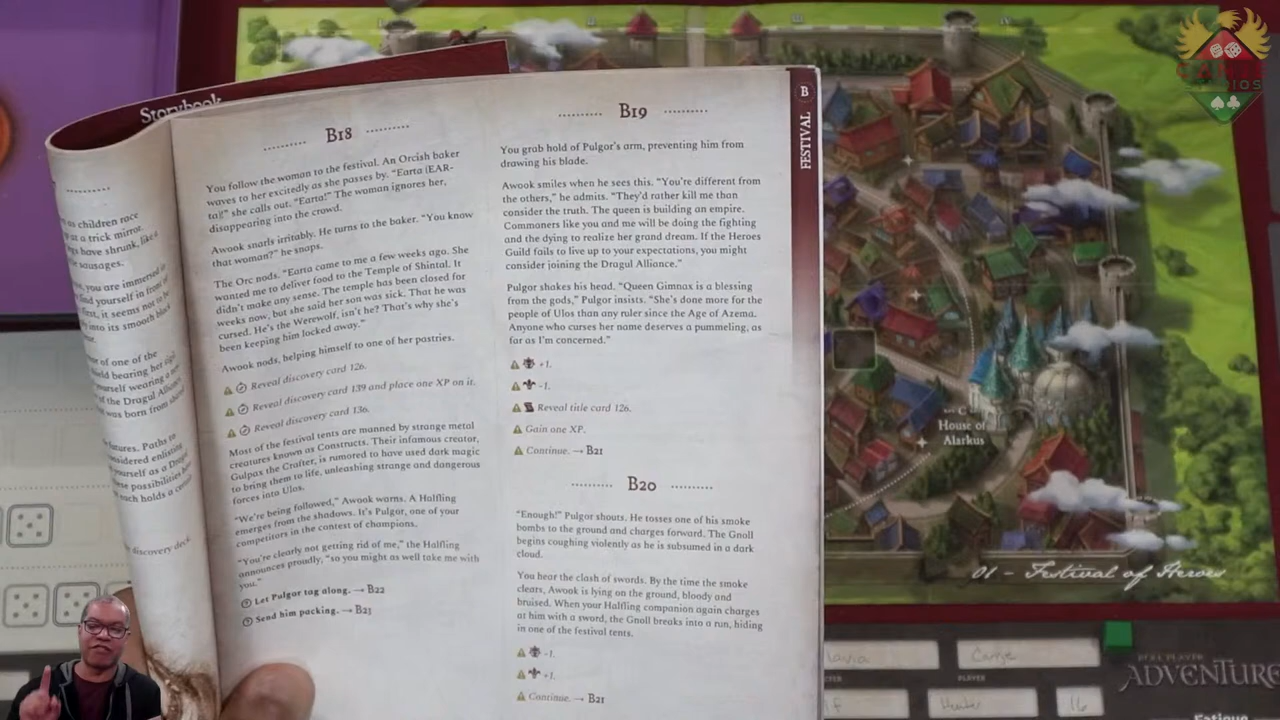 Storybook
B18
You follow the woman to the festival. An Orcish baker
waves to her excitedly as she passes by. "Earta (EAR-
ta)!" she calls out. "Earta!" The woman ignores her,
disappearing into the crowd.
Awook snarls irritably. He turns to the baker. "You know
that woman?" he snaps.
The Orc nods. "Earta came to me a few weeks ago. She
wanted me to deliver food to the Temple of Shintal. It
didn't make any sense. The temple has been closed for
weeks now, but she said her son was sick. That he was
cursed. He's the Werewolf, isn't he? That's why she's
been keeping him locked away."
Awook nods, helping himself to one of her pastries.
Reveal discovery card 126.
Reveal discovery card 139 and place one XP on it.
Reveal discovery card 136.
Most of the festival tents are manned by strange metal
creatures known as Constructs. Their infamous creator,
Gulpax the Crafter, is rumored to have used dark magic
to bring them to life, unleashing strange and dangerous
forces into Ulos.
"We're being followed," Awook warns. A Halfling
emerges from the shadows. It's Pulgor, one of your
competitors in the contest of champions.
"You're clearly not getting rid of me," the Halfling
announces proudly, "so you might as well take me with
you."
Let Pulgor tag along. → B22
Send him packing. → B23
B19
You grab hold of Pulgor's arm, preventing him from
drawing his blade.
Awook smiles when he sees this. "You're different from
the others," he admits. "They'd rather kill me than
consider the truth. The queen is building an empire.
Commoners like you and me will be doing the fighting
and the dying to realize her grand dream. If the Heroes
Guild fails to live up to your expectations, you might
consider joining the Dragul Alliance."
Pulgor shakes his head. "Queen Gimnax is a blessing
from the gods," Pulgor insists. "She's done more for the
people of Ulos than any ruler since the Age of Azema.
Anyone who curses her name deserves a pummeling, as
far as I'm concerned."
+1.
-1.
Reveal title card 126.
Gain one XP.
Continue. → B21
B20
"Enough!" Pulgor shouts. He tosses one of his smoke
bombs to the ground and charges forward. The Gnoll
begins coughing violently as he is subsumed in a dark
cloud.
You hear the clash of swords. By the time the smoke
clears, Awook is lying on the ground, bloody and
bruised. When your Halfling companion again charges
at him with a sword, the Gnoll breaks into a run, hiding
in one of the festival tents.
-1.
+1.
Continue. → B21
B
FESTIVAL
House of
Alarkus
01 - Festival of Heroes
STUDIOS
PLAYER
Hunter
16
ADVENTURE
Fatigue